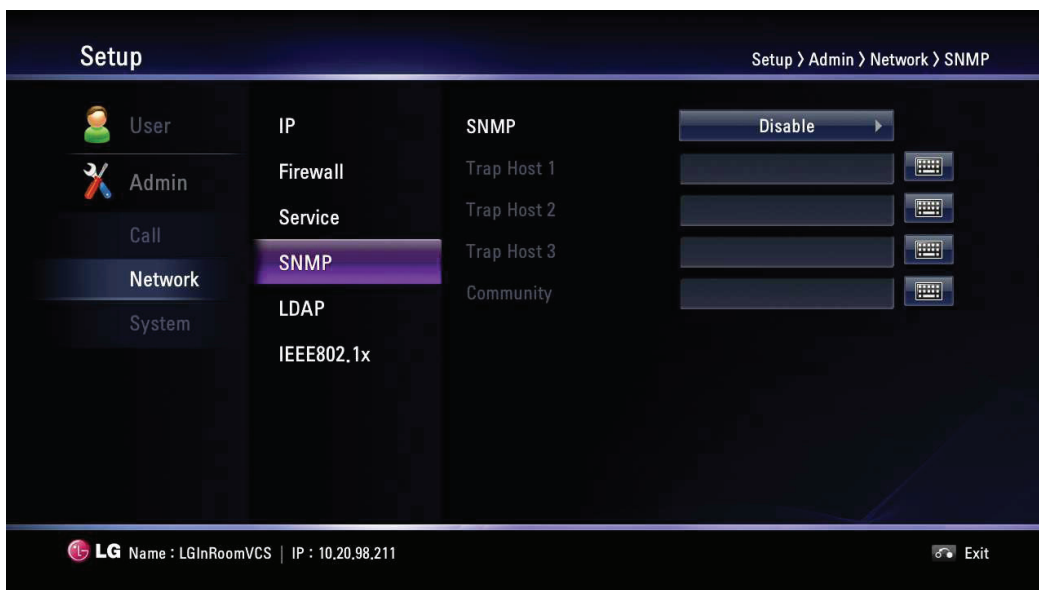 Setup
Setup > Admin > Network > SNMP
User
Admin
Call
Network
System
IP
Firewall
Service
SNMP
LDAP
IEEE802.1x
SNMP
Disable
Trap Host 1
Trap Host 2
Trap Host 3
Community
LG Name : LGInRoomVCS | IP : 10.20.98.211
Exit